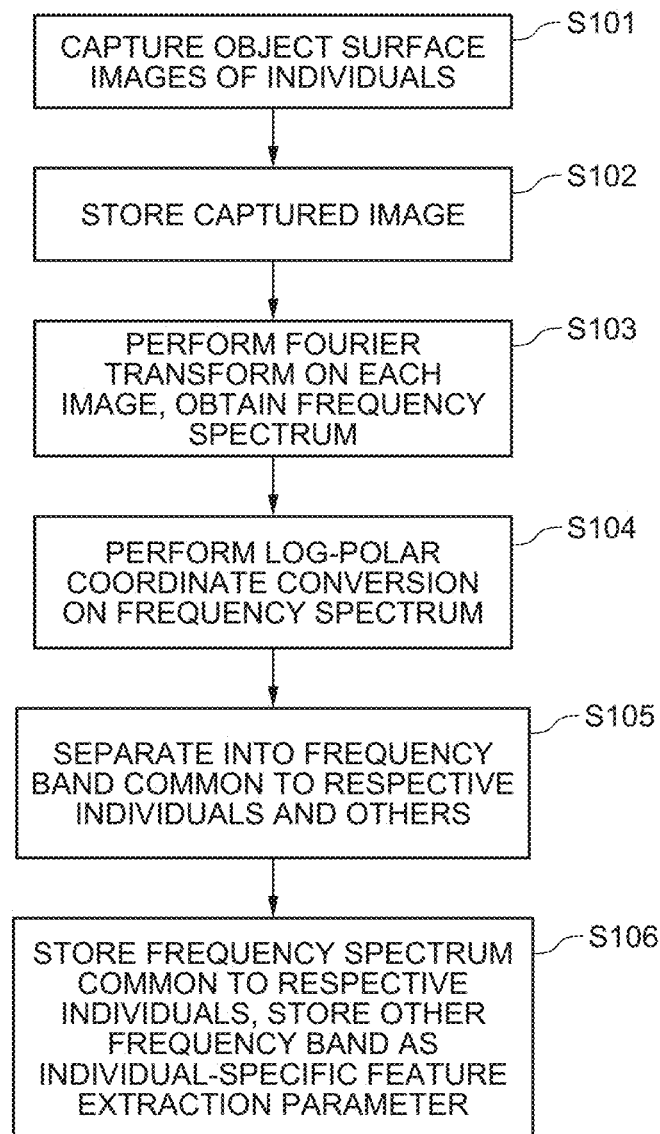 CAPTURE OBJECT SURFACE
IMAGES OF INDIVIDUALS
S101
STORE CAPTURED IMAGE
S102
PERFORM FOURIER
TRANSFORM ON EACH
IMAGE, OBTAIN FREQUENCY
SPECTRUM
S103
PERFORM LOG-POLAR
COORDINATE CONVERSION
ON FREQUENCY SPECTRUM
S104
SEPARATE INTO FREQUENCY
BAND COMMON TO RESPECTIVE
INDIVIDUALS AND OTHERS
S105
STORE FREQUENCY SPECTRUM
COMMON TO RESPECTIVE
INDIVIDUALS, STORE OTHER
FREQUENCY BAND AS
INDIVIDUAL-SPECIFIC FEATURE
EXTRACTION PARAMETER
S106